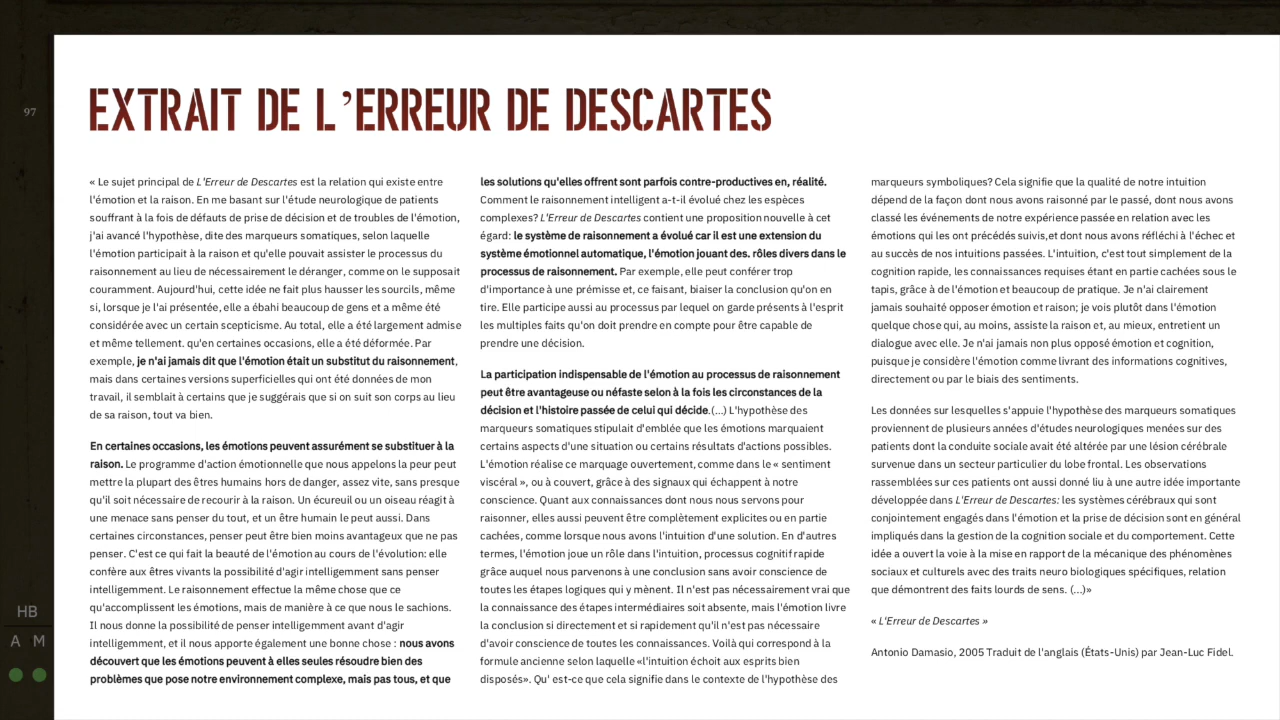 97
EXTRAIT DE L'ERREUR DE DESCARTES
« Le sujet principal de L'Erreur de Descartes est la relation qui existe entre
l'émotion et la raison. En me basant sur l'étude neurologique de patients
souffrant à la fois de défauts de prise de décision et de troubles de l'émotion,
j'ai avancé l'hypothèse, dite des marqueurs somatiques, selon laquelle
l'émotion participait à la raison et qu'elle pouvait assister le processus du
raisonnement au lieu de nécessairement le déranger, comme on le supposait
couramment. Aujourd'hui, cette idée ne fait plus hausser les sourcils, même
si, lorsque je l'ai présentée, elle a ébahi beaucoup de gens et a même été
considérée avec un certain scepticisme. Au total, elle a été largement admise
et même tellement. qu'en certaines occasions, elle a été déformée. Par
exemple, je n'ai jamais dit que l'émotion était un substitut du raisonnement,
mais dans certaines versions superficielles qui ont été données de mon
travail, il semblait à certains que je suggérais que si on suit son corps au lieu
de sa raison, tout va bien.
En certaines occasions, les émotions peuvent assurément se substituer à la
raison. Le programme d'action émotionnelle que nous appelons la peur peut
mettre la plupart des êtres humains hors de danger, assez vite, sans presque
qu'il soit nécessaire de recourir à la raison. Un écureuil ou un oiseau réagit à
une menace sans penser du tout, et un être humain le peut aussi. Dans
certaines circonstances, penser peut être bien moins avantageux que ne pas
penser. C'est ce qui fait la beauté de l'émotion au cours de l'évolution: elle
confère aux êtres vivants la possibilité d'agir intelligemment sans penser
intelligemment. Le raisonnement effectue la même chose que ce
qu'accomplissent les émotions, mais de manière à ce que nous le sachions.
Il nous donne la possibilité de penser intelligemment avant d'agir
intelligemment, et il nous apporte également une bonne chose : nous avons
découvert que les émotions peuvent à elles seules résoudre bien des
problèmes que pose notre environnement complexe, mais pas tous, et que
les solutions qu'elles offrent sont parfois contre-productives en, réalité.
Comment le raisonnement intelligent a-t-il évolué chez les espèces
complexes? L'Erreur de Descartes contient une proposition nouvelle à cet
égard: le système de raisonnement a évolué car il est une extension du
système émotionnel automatique, l'émotion jouant des. rôles divers dans le
processus de raisonnement. Par exemple, elle peut conférer trop
d'importance à une prémisse et, ce faisant, biaiser la conclusion qu'on en
tire. Elle participe aussi au processus par lequel on garde présents à l'esprit
les multiples faits qu'on doit prendre en compte pour être capable de
prendre une décision.
La participation indispensable de l'émotion au processus de raisonnement
peut être avantageuse ou néfaste selon à la fois les circonstances de la
décision et l'histoire passée de celui qui décide.(...) L'hypothèse des
marqueurs somatiques stipulait d'emblée que les émotions marquaient
certains aspects d'une situation ou certains résultats d'actions possibles.
L'émotion réalise ce marquage ouvertement, comme dans le « sentiment
viscéral », ou à couvert, grâce à des signaux qui échappent à notre
conscience. Quant aux connaissances dont nous nous servons pour
raisonner, elles aussi peuvent être complètement explicites ou en partie
cachées, comme lorsque nous avons l'intuition d'une solution. En d'autres
termes, l'émotion joue un rôle dans l'intuition, processus cognitif rapide
grâce auquel nous parvenons à une conclusion sans avoir conscience de
toutes les étapes logiques qui y mènent. Il n'est pas nécessairement vrai que
la connaissance des étapes intermédiaires soit absente, mais l'émotion livre
la conclusion si directement et si rapidement qu'il n'est pas nécessaire
d'avoir conscience de toutes les connaissances. Voilà qui correspond à la
formule ancienne selon laquelle «l'intuition échoit aux esprits bien
disposés». Qu' est-ce que cela signifie dans le contexte de l'hypothèse des
marqueurs symboliques? Cela signifie que la qualité de notre intuition
dépend de la façon dont nous avons raisonné par le passé, dont nous avons
classé les événements de notre expérience passée en relation avec les
émotions qui les ont précédés suivis,et dont nous avons réfléchi à l'échec et
au succès de nos intuitions passées. L'intuition, c'est tout simplement de la
cognition rapide, les connaissances requises étant en partie cachées sous le
tapis, grâce à de l'émotion et beaucoup de pratique. Je n'ai clairement
jamais souhaité opposer émotion et raison; je vois plutôt dans l'émotion
quelque chose qui, au moins, assiste la raison et, au mieux, entretient un
dialogue avec elle. Je n'ai jamais non plus opposé émotion et cognition,
puisque je considère l'émotion comme livrant des informations cognitives,
directement ou par le biais des sentiments.
Les données sur lesquelles s'appuie l'hypothèse des marqueurs somatiques
proviennent de plusieurs années d'études neurologiques menées sur des
patients dont la conduite sociale avait été altérée par une lésion cérébrale
survenue dans un secteur particulier du lobe frontal. Les observations
rassemblées sur ces patients ont aussi donné liu à une autre idée importante
développée dans L'Erreur de Descartes: les systèmes cérébraux qui sont
conjointement engagés dans l'émotion et la prise de décision sont en général
impliqués dans la gestion de la cognition sociale et du comportement. Cette
idée a ouvert la voie à la mise en rapport de la mécanique des phénomènes
sociaux et culturels avec des traits neuro biologiques spécifiques, relation
que démontrent des faits lourds de sens. (...)»
« L'Erreur de Descartes »
Antonio Damasio, 2005 Traduit de l'anglais (États-Unis) par Jean-Luc Fidel.
HB
A M